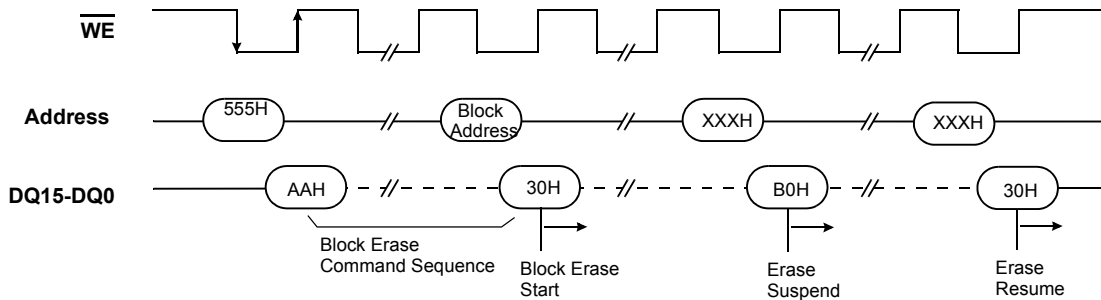 WE
Address
555H
Block
Address
XXXH
XXXH
DQ15-DQ0
AAH
30H
B0H
30H
Block Erase
Command Sequence
Block Erase
Start
Erase
Suspend
Erase
Resume